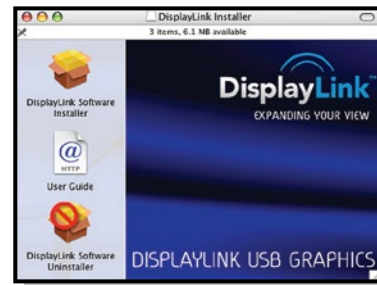 DisplayLink Installer
3 items, 6.1 MB available
DisplayLink Software
Installer
@
HTTP
User Guide
DisplayLink Software
Uninstaller
DisplayLink™
EXPANDING YOUR VIEW
DISPLAYLINK USB GRAPHICS